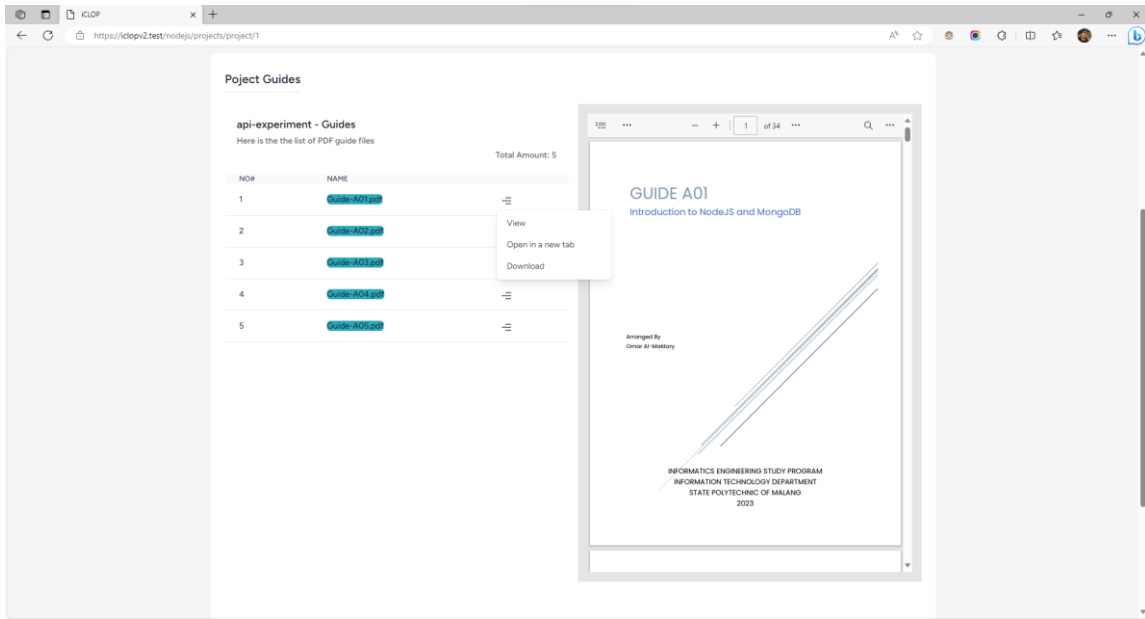 iCLOP
https://iclopv2.test/nodejs/projects/project/1
Poject Guides
api-experiment - Guides
Here is the the list of PDF guide files
Total Amount: 5
NO# NAME
1 Guide-A01.pdf
2 Guide-A02.pdf
3 Guide-A03.pdf
4 Guide-A04.pdf
5 Guide-A05.pdf
View
Open in a new tab
Download
1 of 34
GUIDE A01
Introduction to NodeJS and MongoDB
Arranged By
Omar Al-Maktary
INFORMATICS ENGINEERING STUDY PROGRAM
INFORMATION TECHNOLOGY DEPARTMENT
STATE POLYTECHNIC OF MALANG
2023